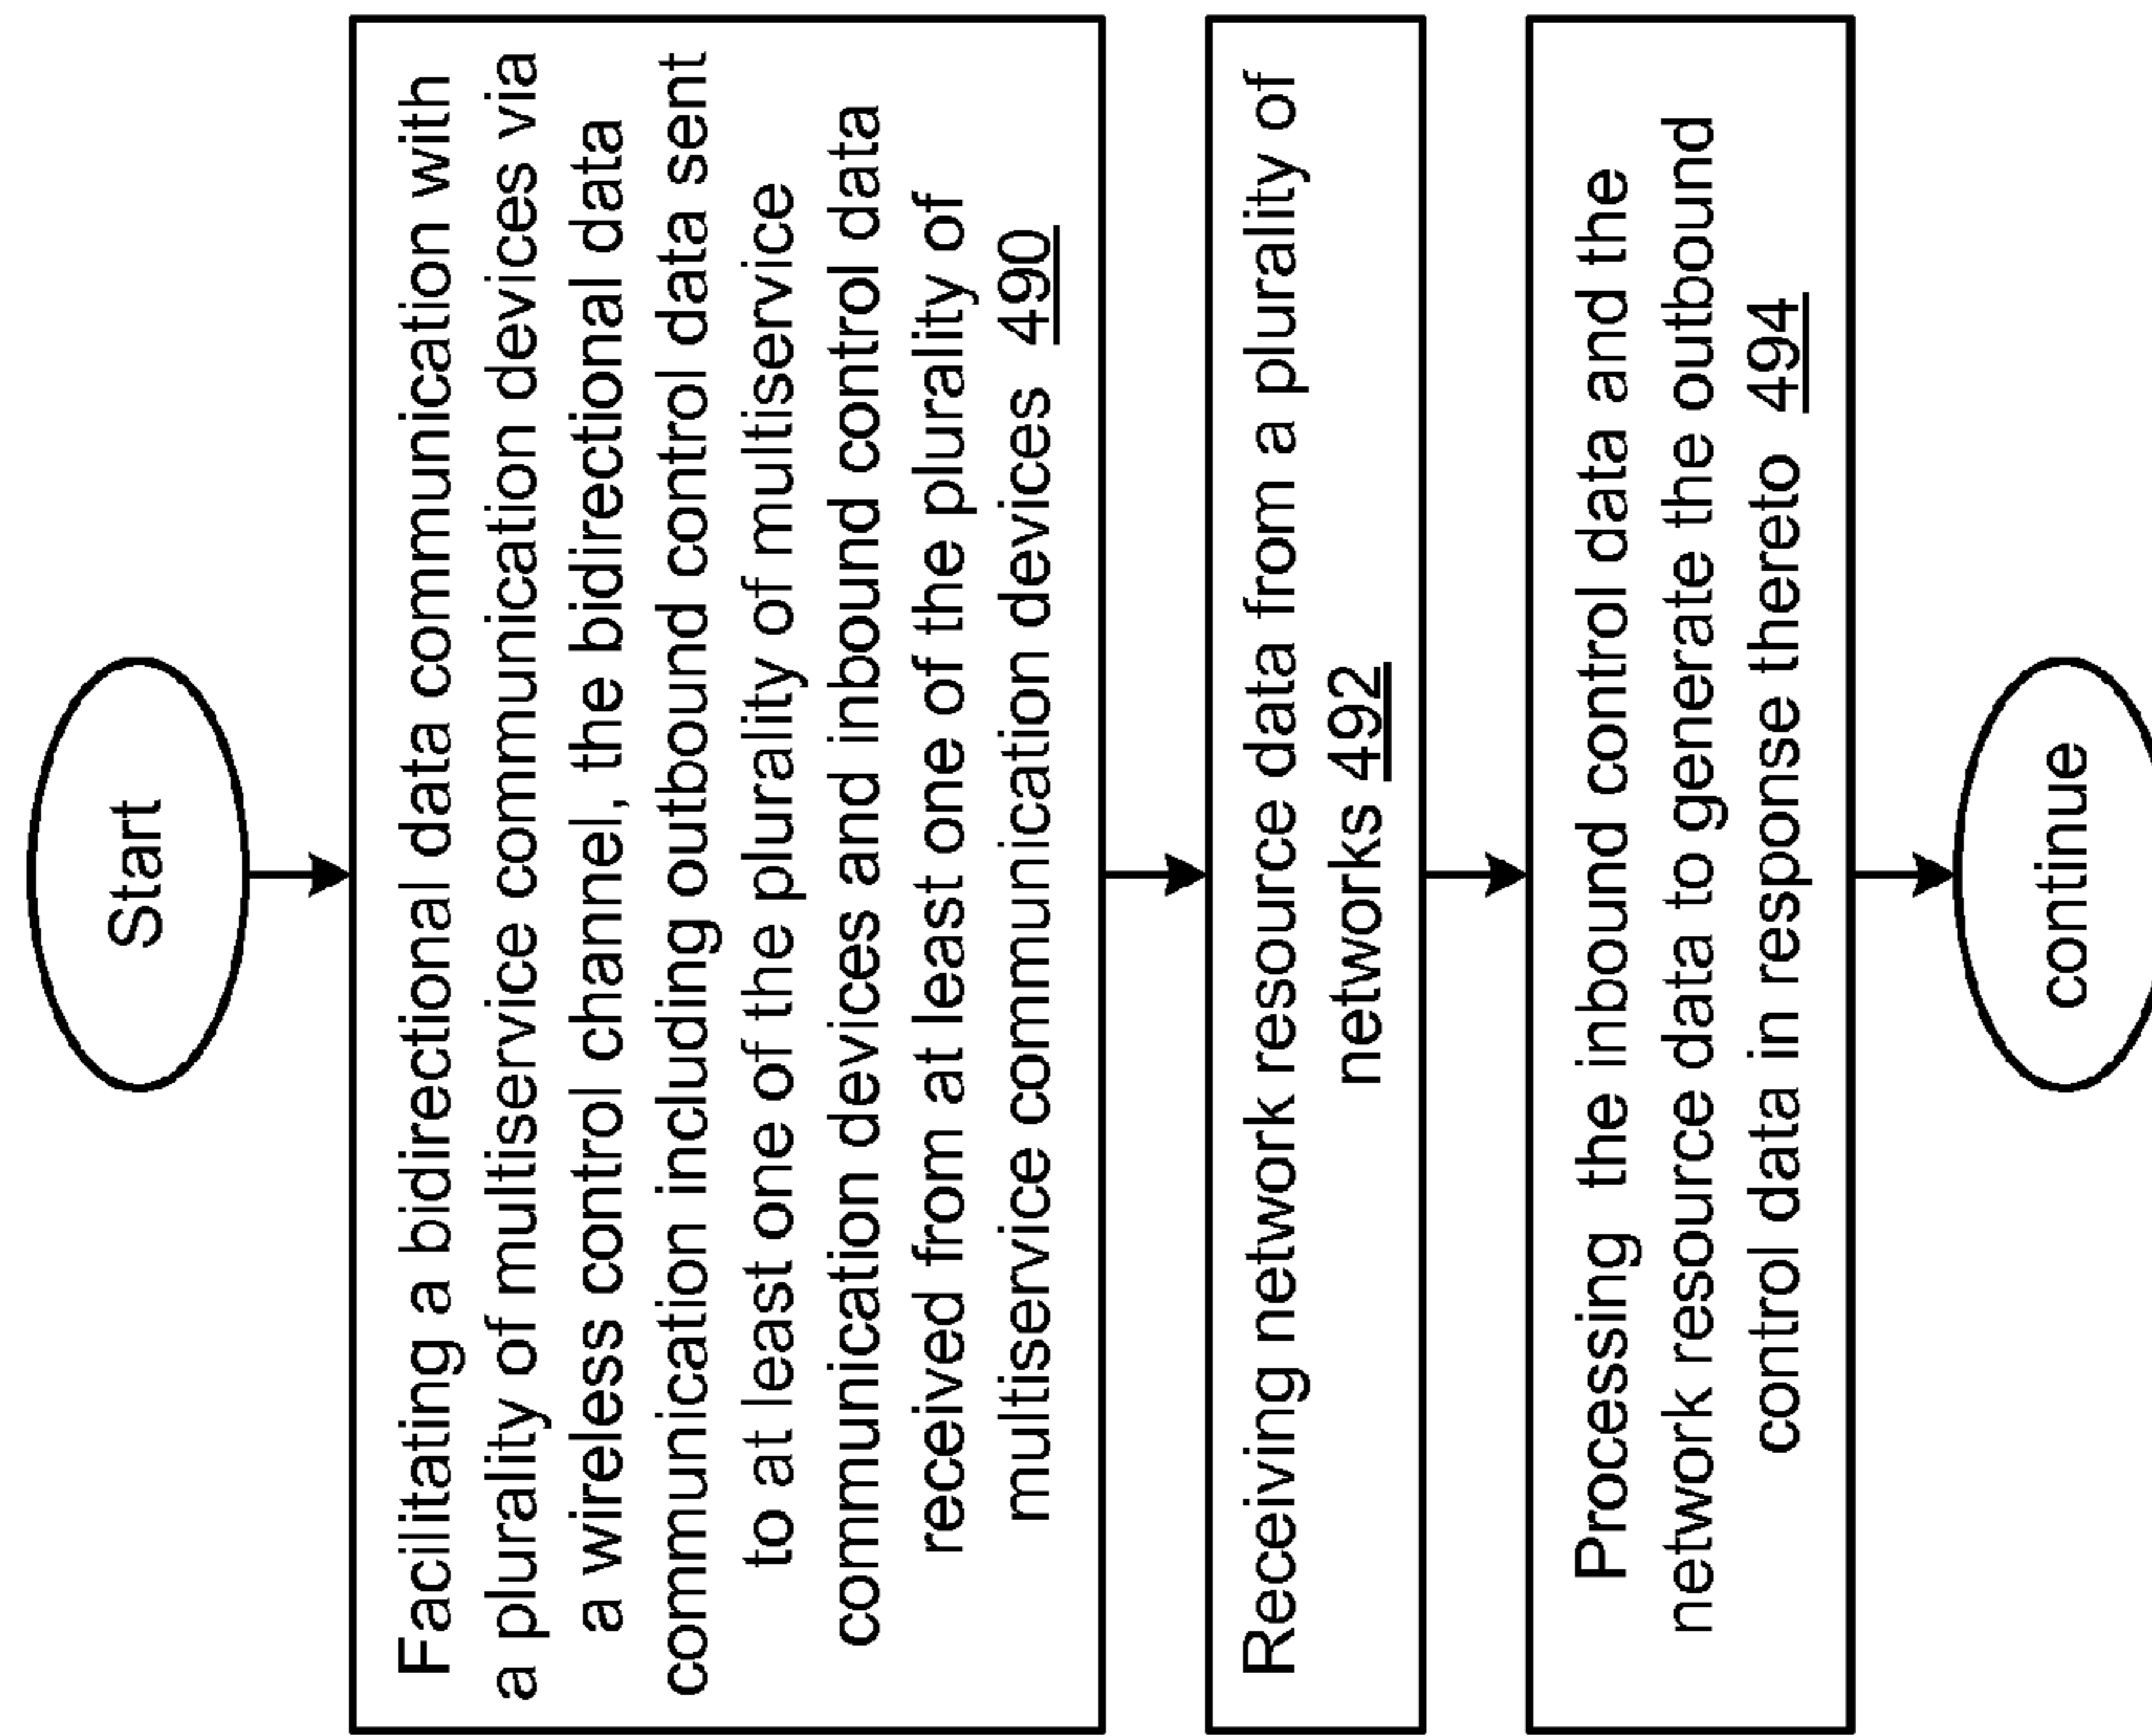 Start
Facilitating a bidirectional data communication with
a plurality of multiservice communication devices via
a wireless control channel, the bidirectional data
communication including outbound control data sent
to at least one of the plurality of multiservice
communication devices and inbound control data
received from at least one of the plurality of
multiservice communication devices 490
Receiving network resource data from a plurality of
networks 492
Processing the inbound control data and the
network resource data to generate the outbound
control data in response thereto 494
continue